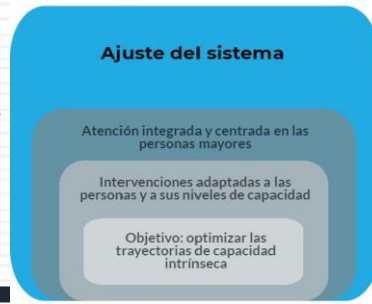 Ajuste del sistema
Atención integrada y centrada en las
personas mayores
Intervenciones adaptadas a las
personas y a sus niveles de capacidad
Objetivo: optimizar las
trayectorias de capacidad
intrínseca